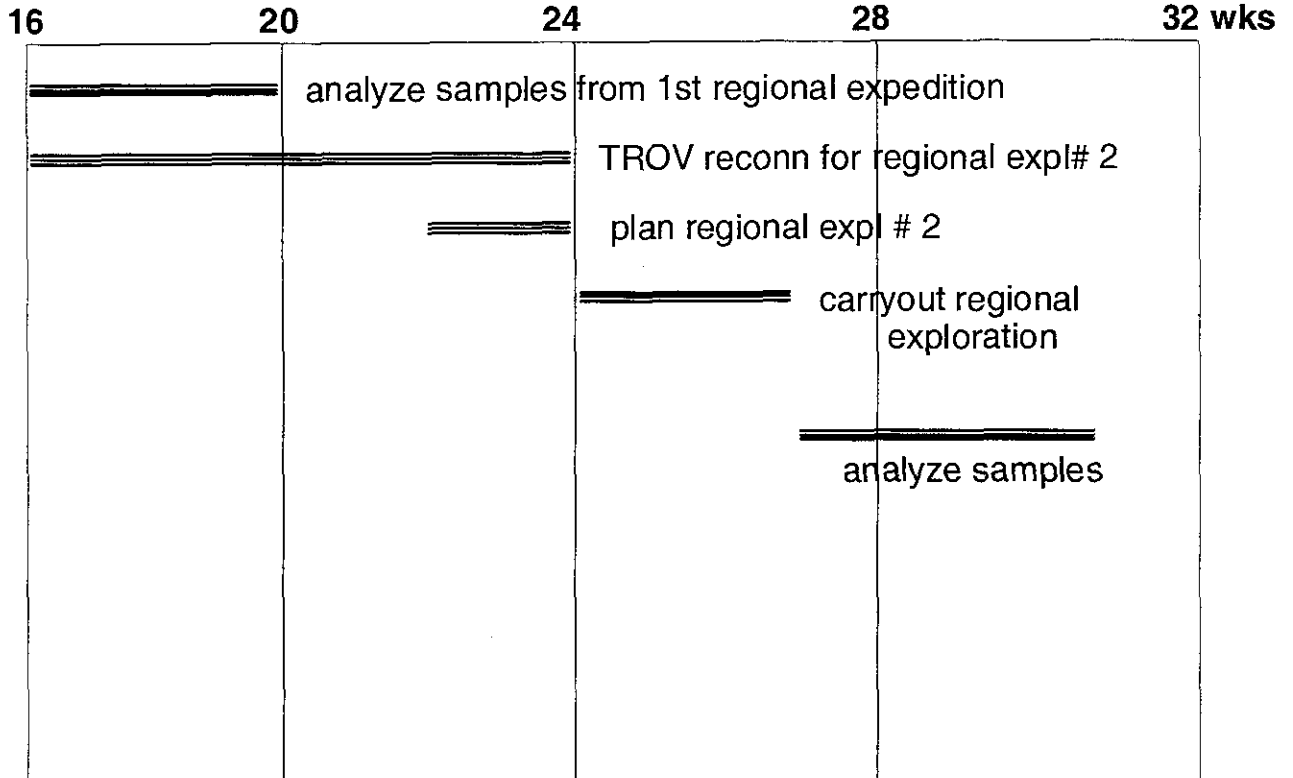 16 20 24 28 32 wks
analyze samples from 1st regional expedition
TROV reconn for regional expl# 2
plan regional expl # 2
carryout regional
exploration
analyze samples